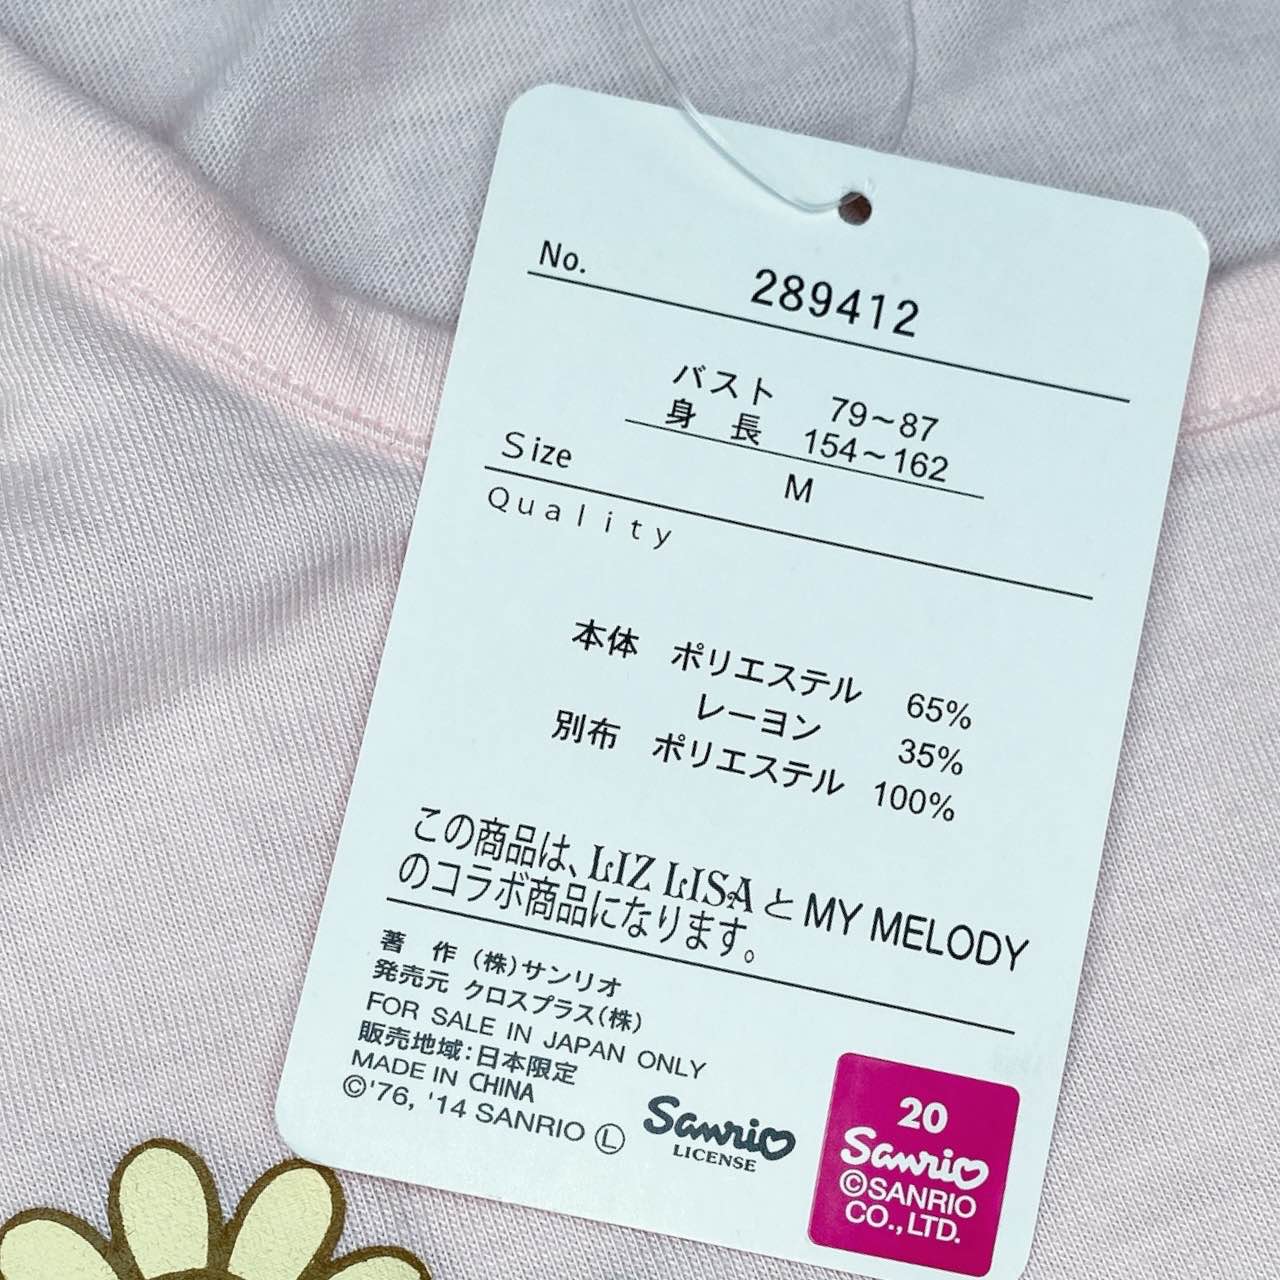 No. 289412
バスト 79～87
身 長 154～162
Size M
Quality
本体 ポリエステル 65%
レーヨン 35%
別布 ポリエステル 100%
この商品は、LIZ LISAとMY MELODY
のコラボ商品になります。
著 作 (株)サンリオ
発売元 クロスプラス(株)
FOR SALE IN JAPAN ONLY
販売地域:日本限定
MADE IN CHINA
©'76, '14 SANRIO Ⓛ
Sanrio
LICENSE
20
Sanrio
©SANRIO
CO.,LTD.